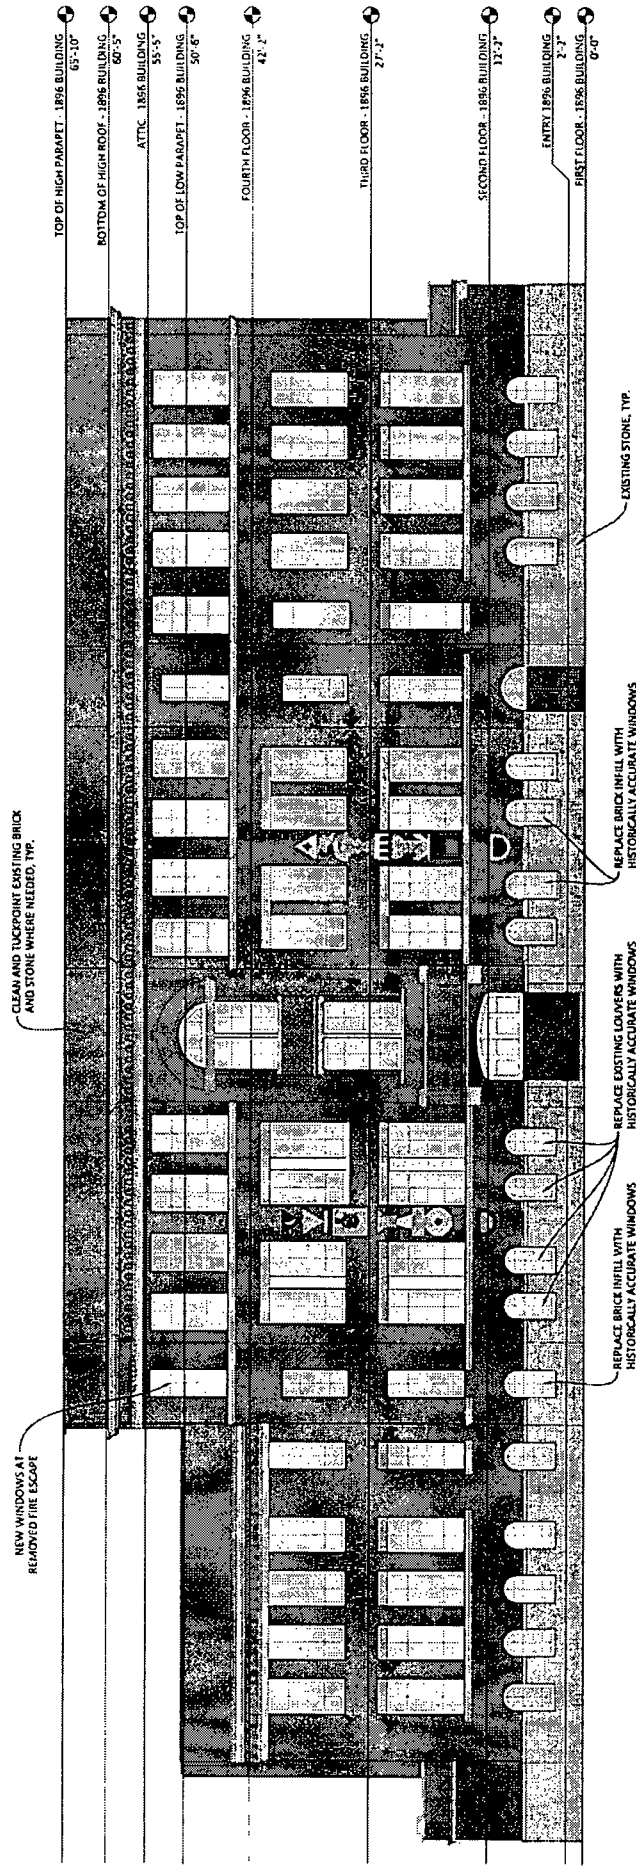 TOP OF HIGH PARAPET - 1896 BUILDING
65'-10"
BOTTOM OF HIGH ROOF - 1896 BUILDING
60'-5"
ATTIC - 1896 BUILDING
55'-5"
TOP OF LOW PARAPET - 1896 BUILDING
50'-6"
FOURTH FLOOR - 1896 BUILDING
42'-2"
THIRD FLOOR - 1896 BUILDING
27'-2"
SECOND FLOOR - 1896 BUILDING
12'-2"
ENTRY 1896 BUILDING
2'-2"
FIRST FLOOR - 1896 BUILDING
0'-0"
CLEAN AND TUCKPOINT EXISTING BRICK
AND STONE WHERE NEEDED, TYP.
NEW WINDOWS AT
REMOVED FIRE ESCAPE
REPLACE BRICK INFILL WITH
HISTORICALLY ACCURATE WINDOWS
REPLACE EXISTING LOUVERS WITH
HISTORICALLY ACCURATE WINDOWS
REPLACE BRICK INFILL WITH
HISTORICALLY ACCURATE WINDOWS
EXISTING STONE, TYP.